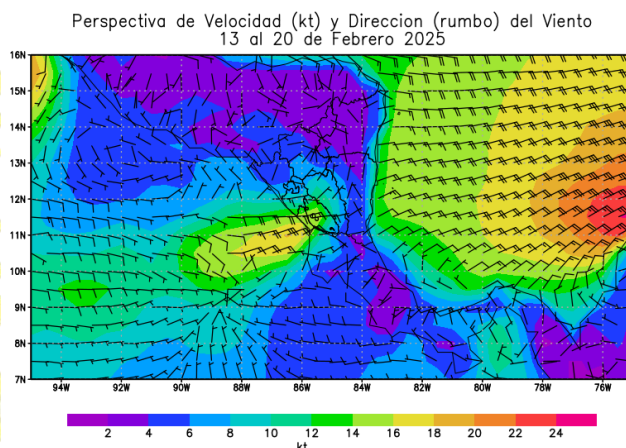 Perspectiva de Velocidad (kt) y Direccion (rumbo) del Viento
13 al 20 de Febrero 2025
16N
15N
14N
13N
12N
11N
10N
9N
8N
7N
94W 92W 90W 88W 86W 84W 82W 80W 78W 76W
2 4 6 8 10 12 14 16 18 20 22 24
kt